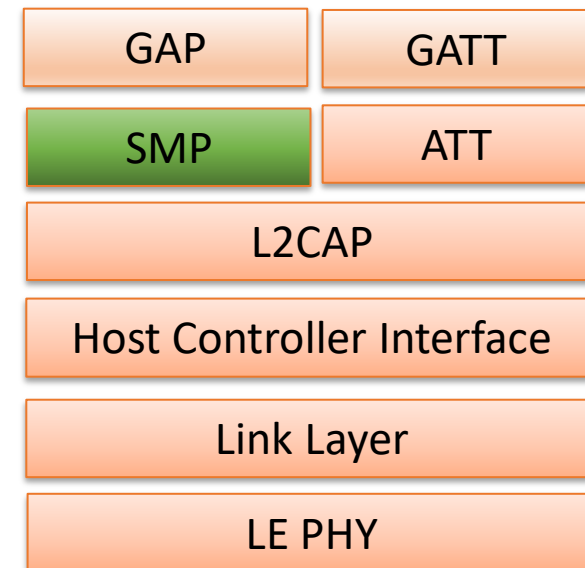 GAP GATT
SMP ATT
L2CAP
Host Controller Interface
Link Layer
LE PHY